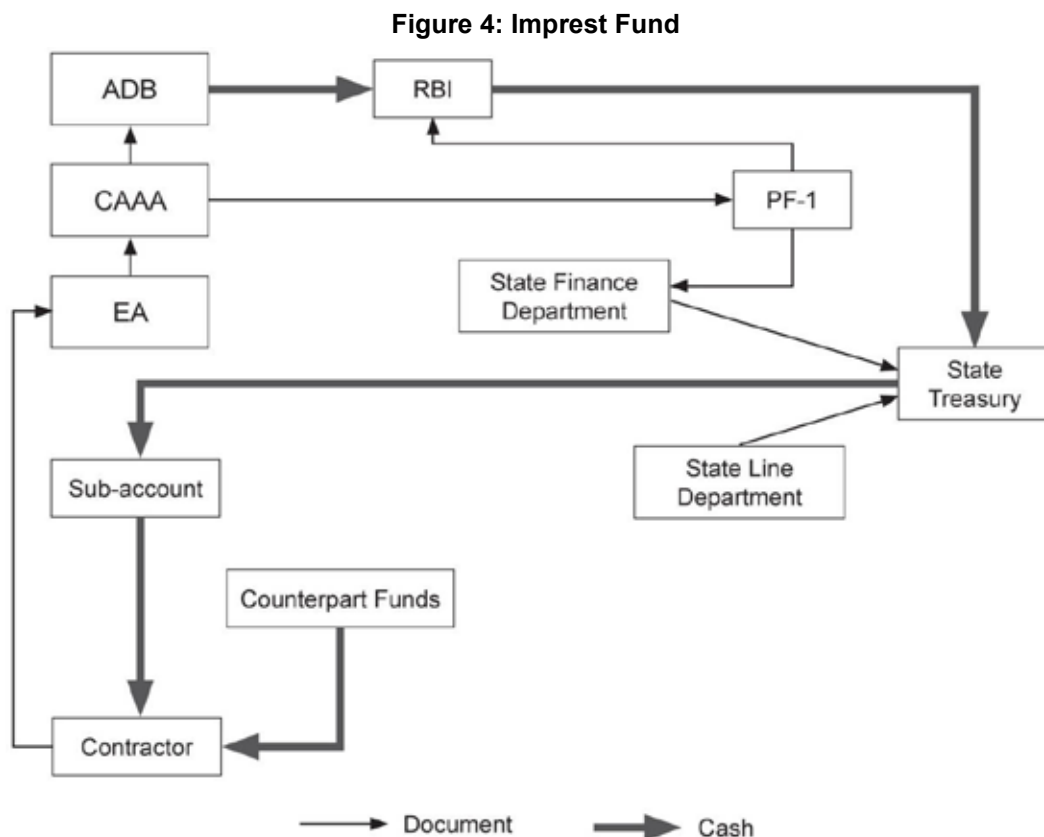 Figure 4: Imprest Fund
ADB
RBI
CAAA
PF-1
EA
State Finance
Department
State
Treasury
Sub-account
State Line
Department
Counterpart Funds
Contractor
Document
Cash